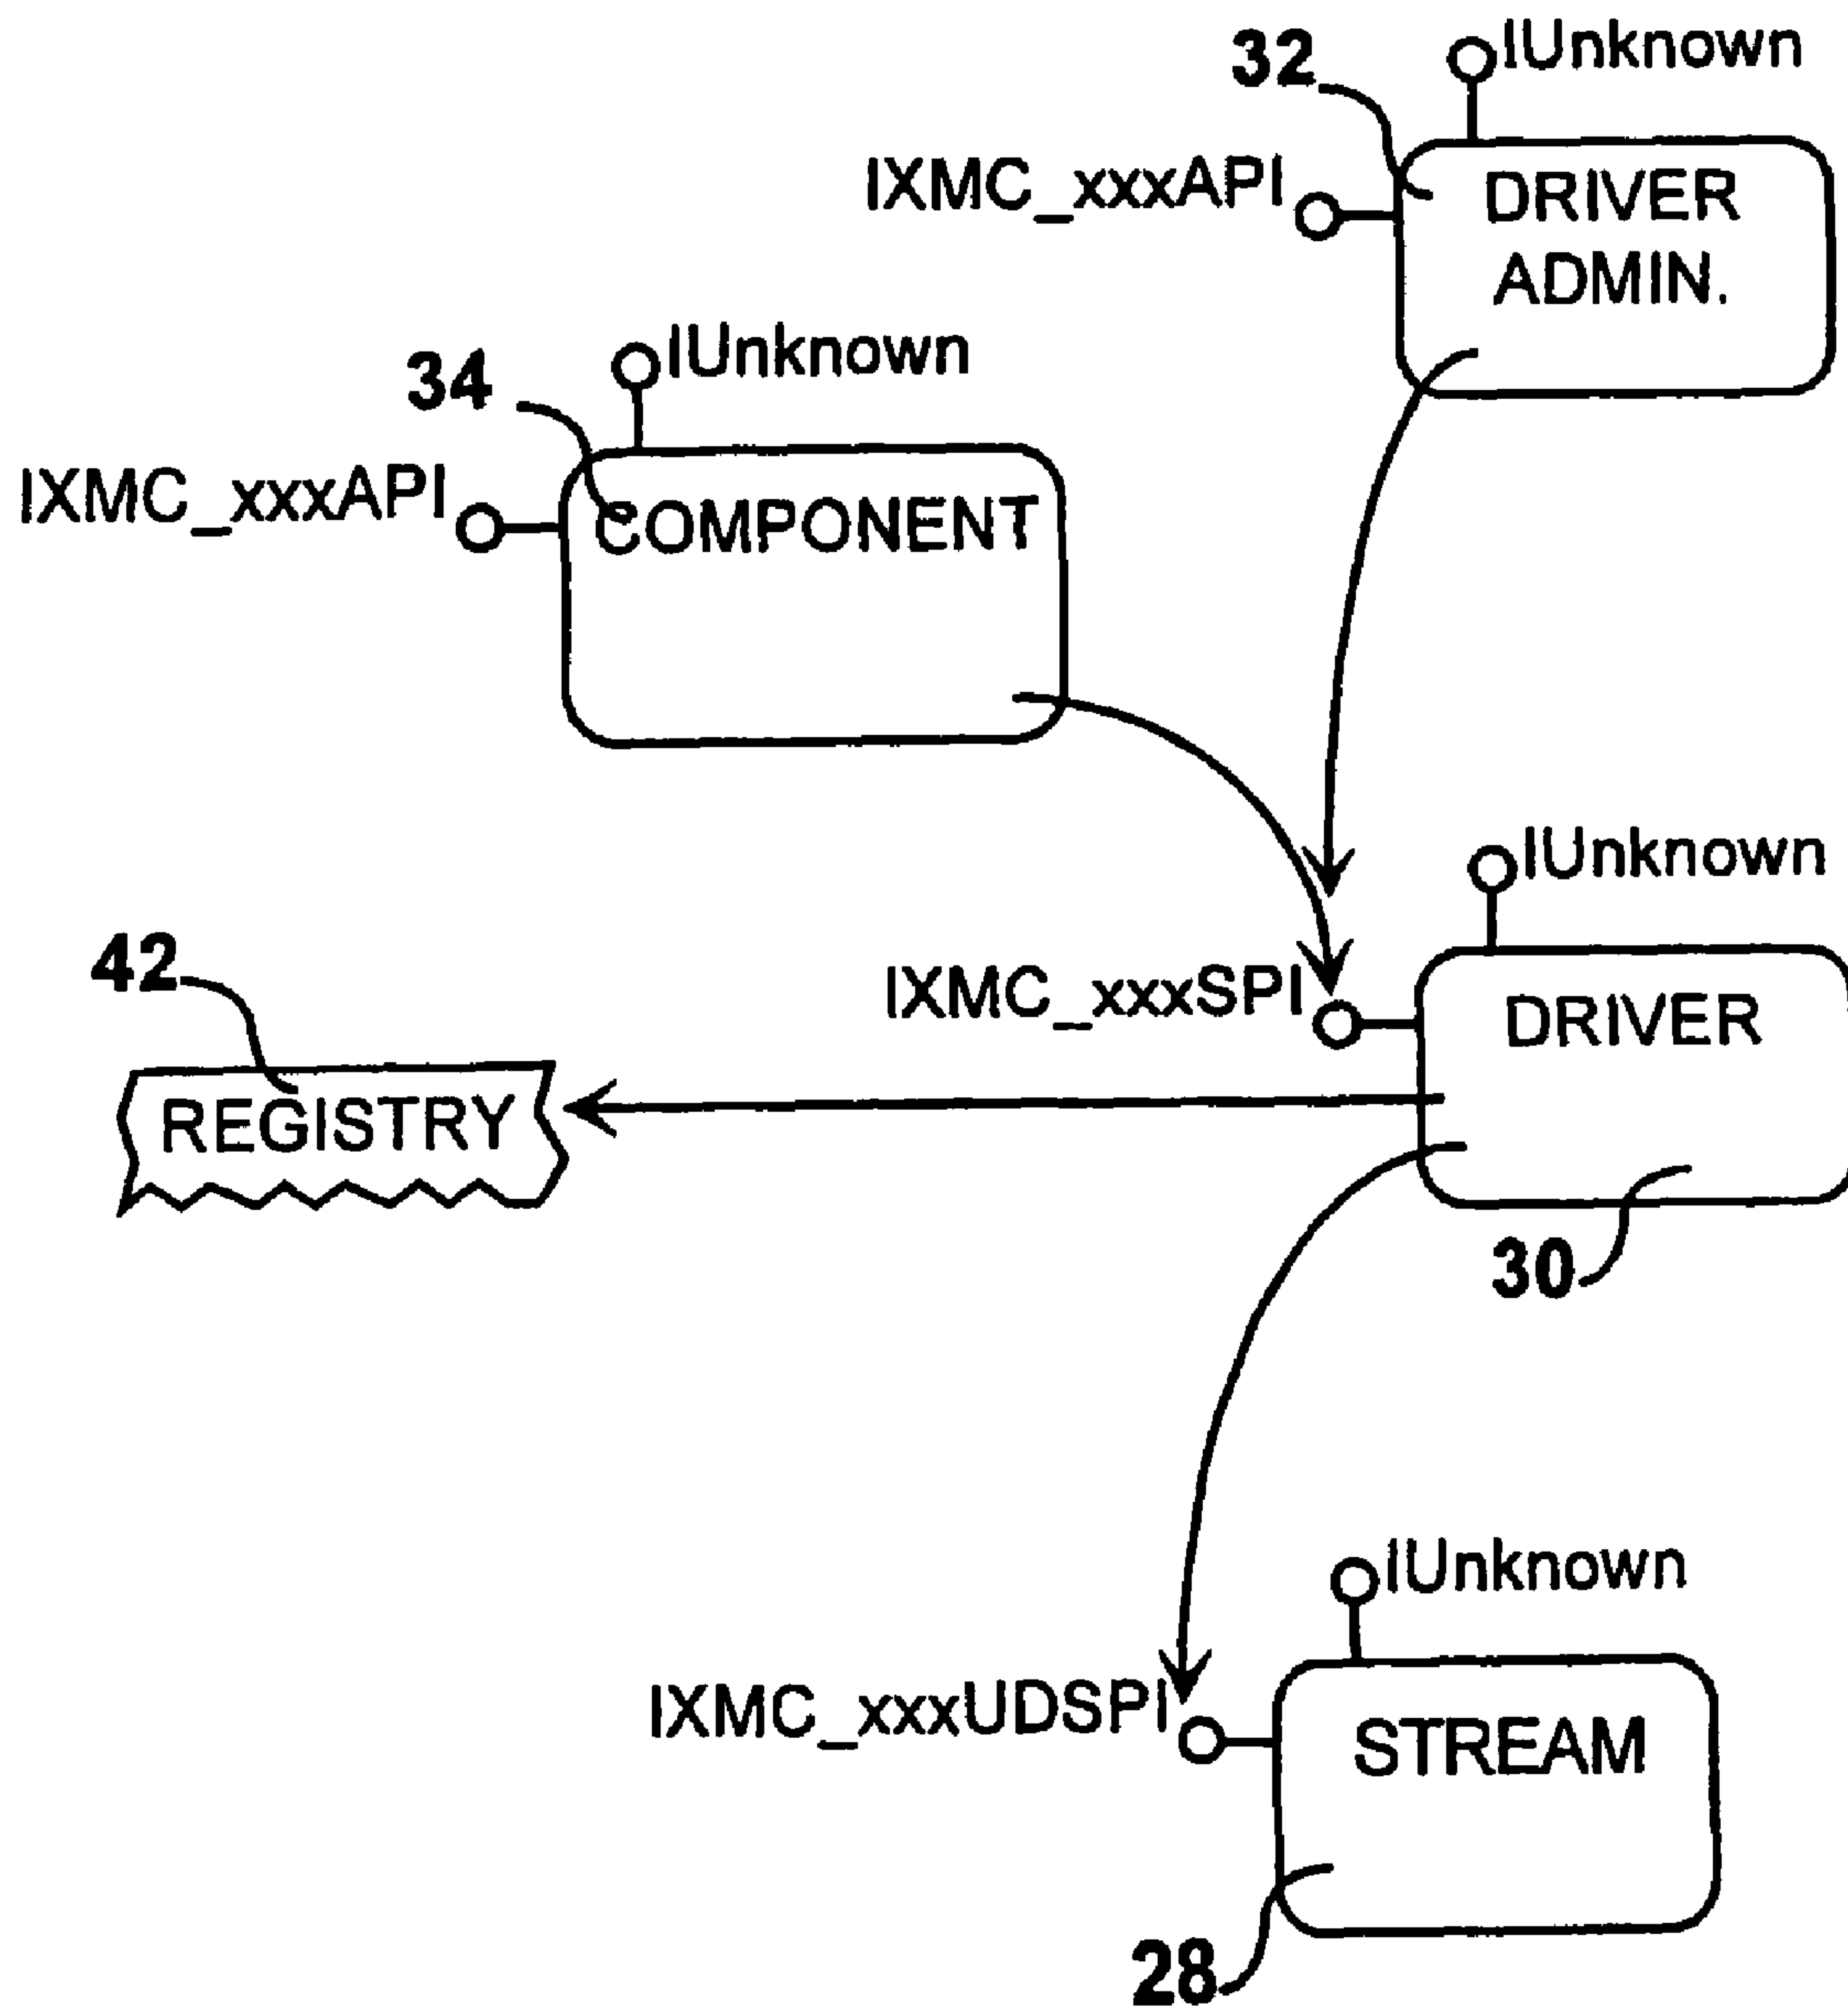 32
IUnknown
IXMC_xxxAPI
DRIVER
ADMIN.
34
IUnknown
IXMC_xxxAPI
COMPONENT
IUnknown
42
IXMC_xxxSPI
DRIVER
REGISTRY
30
IUnknown
IXMC_xxxUDSPI
STREAM
28